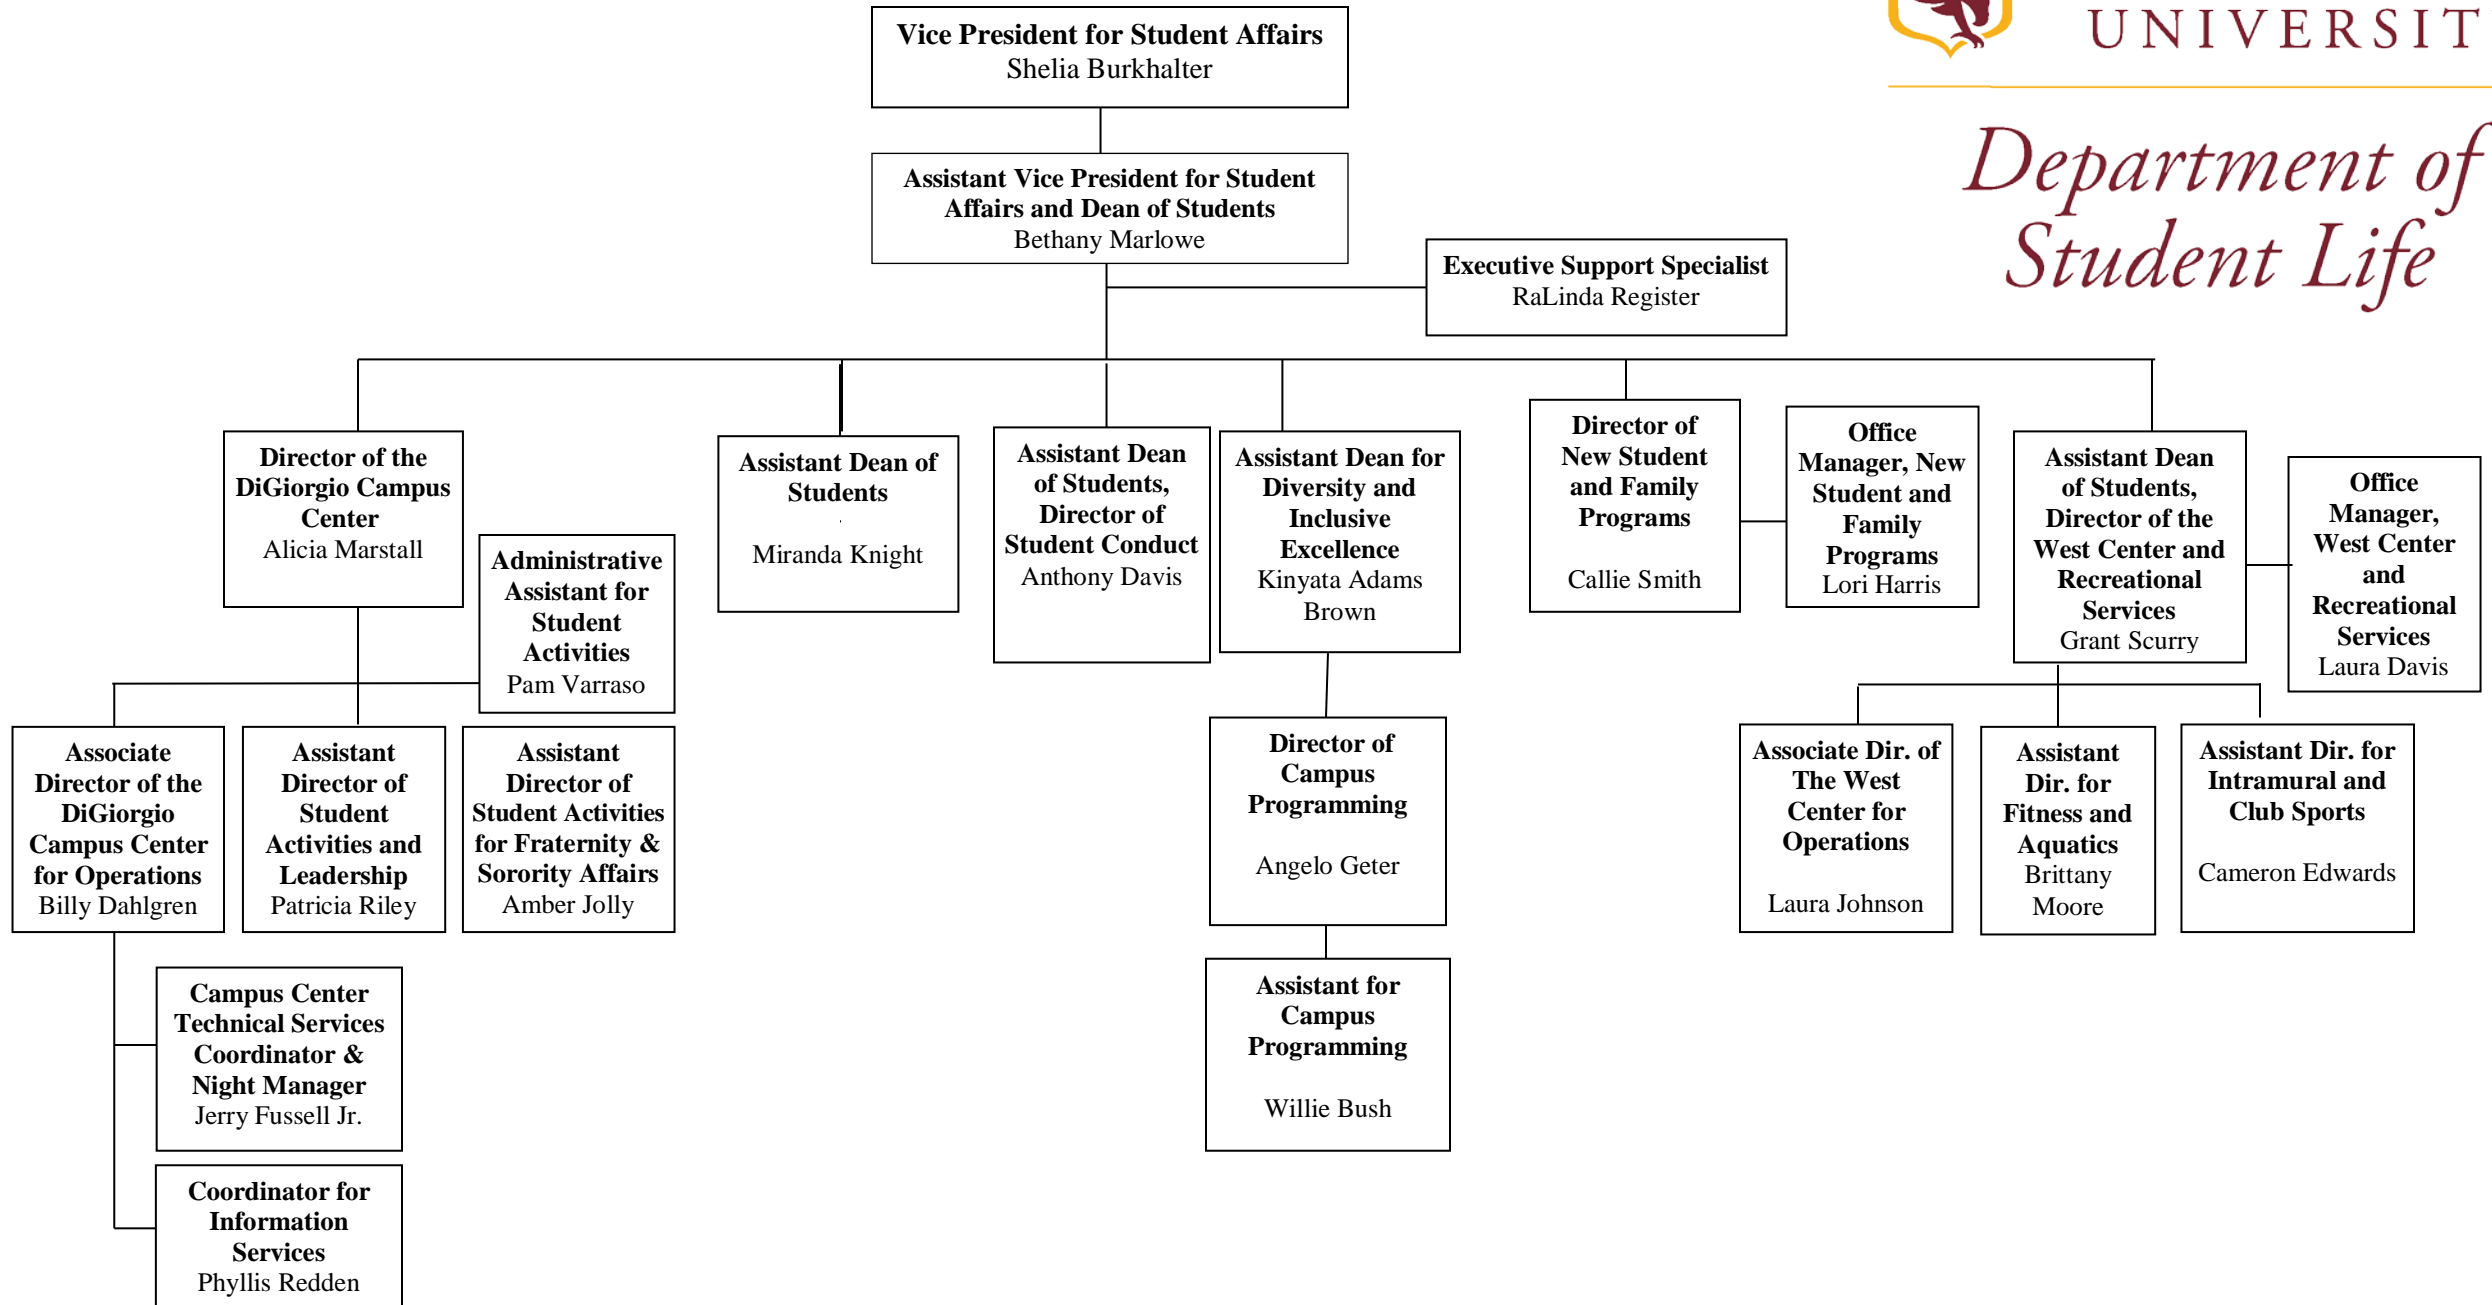 Vice President for Student Affairs
Shelia Burkhalter
UNIVERSIT
Department of
Student Life
Assistant Vice President for Student
Affairs and Dean of Students
Bethany Marlowe
Executive Support Specialist
RaLinda Register
Director of the
DiGiorgio Campus
Center
Alicia Marstall
Administrative
Assistant for
Student
Activities
Pam Varraso
Assistant Dean of
Students
.
Miranda Knight
Assistant Dean
of Students,
Director of
Student Conduct
Anthony Davis
Assistant Dean for
Diversity and
Inclusive
Excellence
Kinyata Adams
Brown
Director of
New Student
and Family
Programs
Callie Smith
Office
Manager, New
Student and
Family
Programs
Lori Harris
Assistant Dean
of Students,
Director of the
West Center and
Recreational
Services
Grant Scurry
Office
Manager,
West Center
and
Recreational
Services
Laura Davis
Associate
Director of the
DiGiorgio
Campus Center
for Operations
Billy Dahlgren
Assistant
Director of
Student
Activities and
Leadership
Patricia Riley
Assistant
Director of
Student Activities
for Fraternity &
Sorority Affairs
Amber Jolly
Director of
Campus
Programming
Angelo Geter
Associate Dir. of
The West
Center for
Operations
Laura Johnson
Assistant
Dir. for
Fitness and
Aquatics
Brittany
Moore
Assistant Dir. for
Intramural and
Club Sports
Cameron Edwards
Campus Center
Technical Services
Coordinator &
Night Manager
Jerry Fussell Jr.
Assistant for
Campus
Programming
Willie Bush
Coordinator for
Information
Services
Phyllis Redden